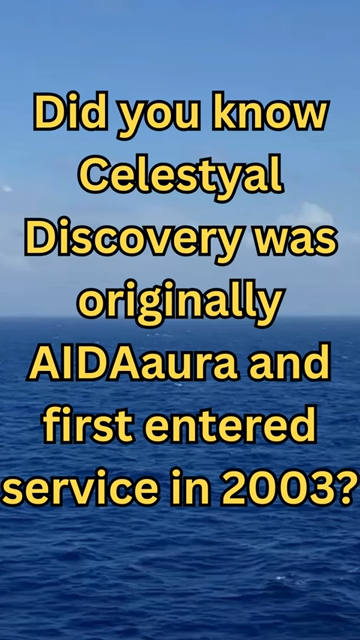 Did you know
Celestyal
Discovery was
originally
AIDAaura and
first entered
service in 2003?